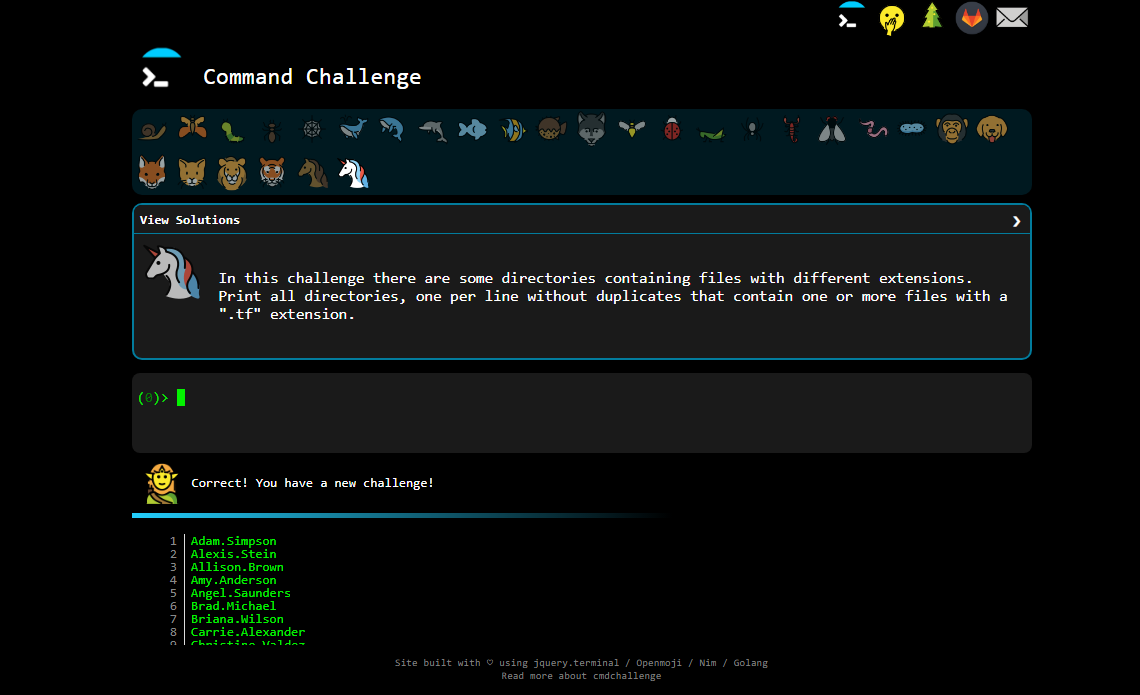 Command Challenge
View Solutions
In this challenge there are some directories containing files with different extensions.
Print all directories, one per line without duplicates that contain one or more files with a
".tf" extension.
(0)>
Correct! You have a new challenge!
1 Adam.Simpson
2 Alexis.Stein
3 Allison.Brown
4 Amy.Anderson
5 Angel.Saunders
6 Brad.Michael
7 Briana.Wilson
8 Carrie.Alexander
9 Christine.Valdez
Site built with ♡ using jquery.terminal / Openmoji / Nim / Golang
Read more about cmdchallenge